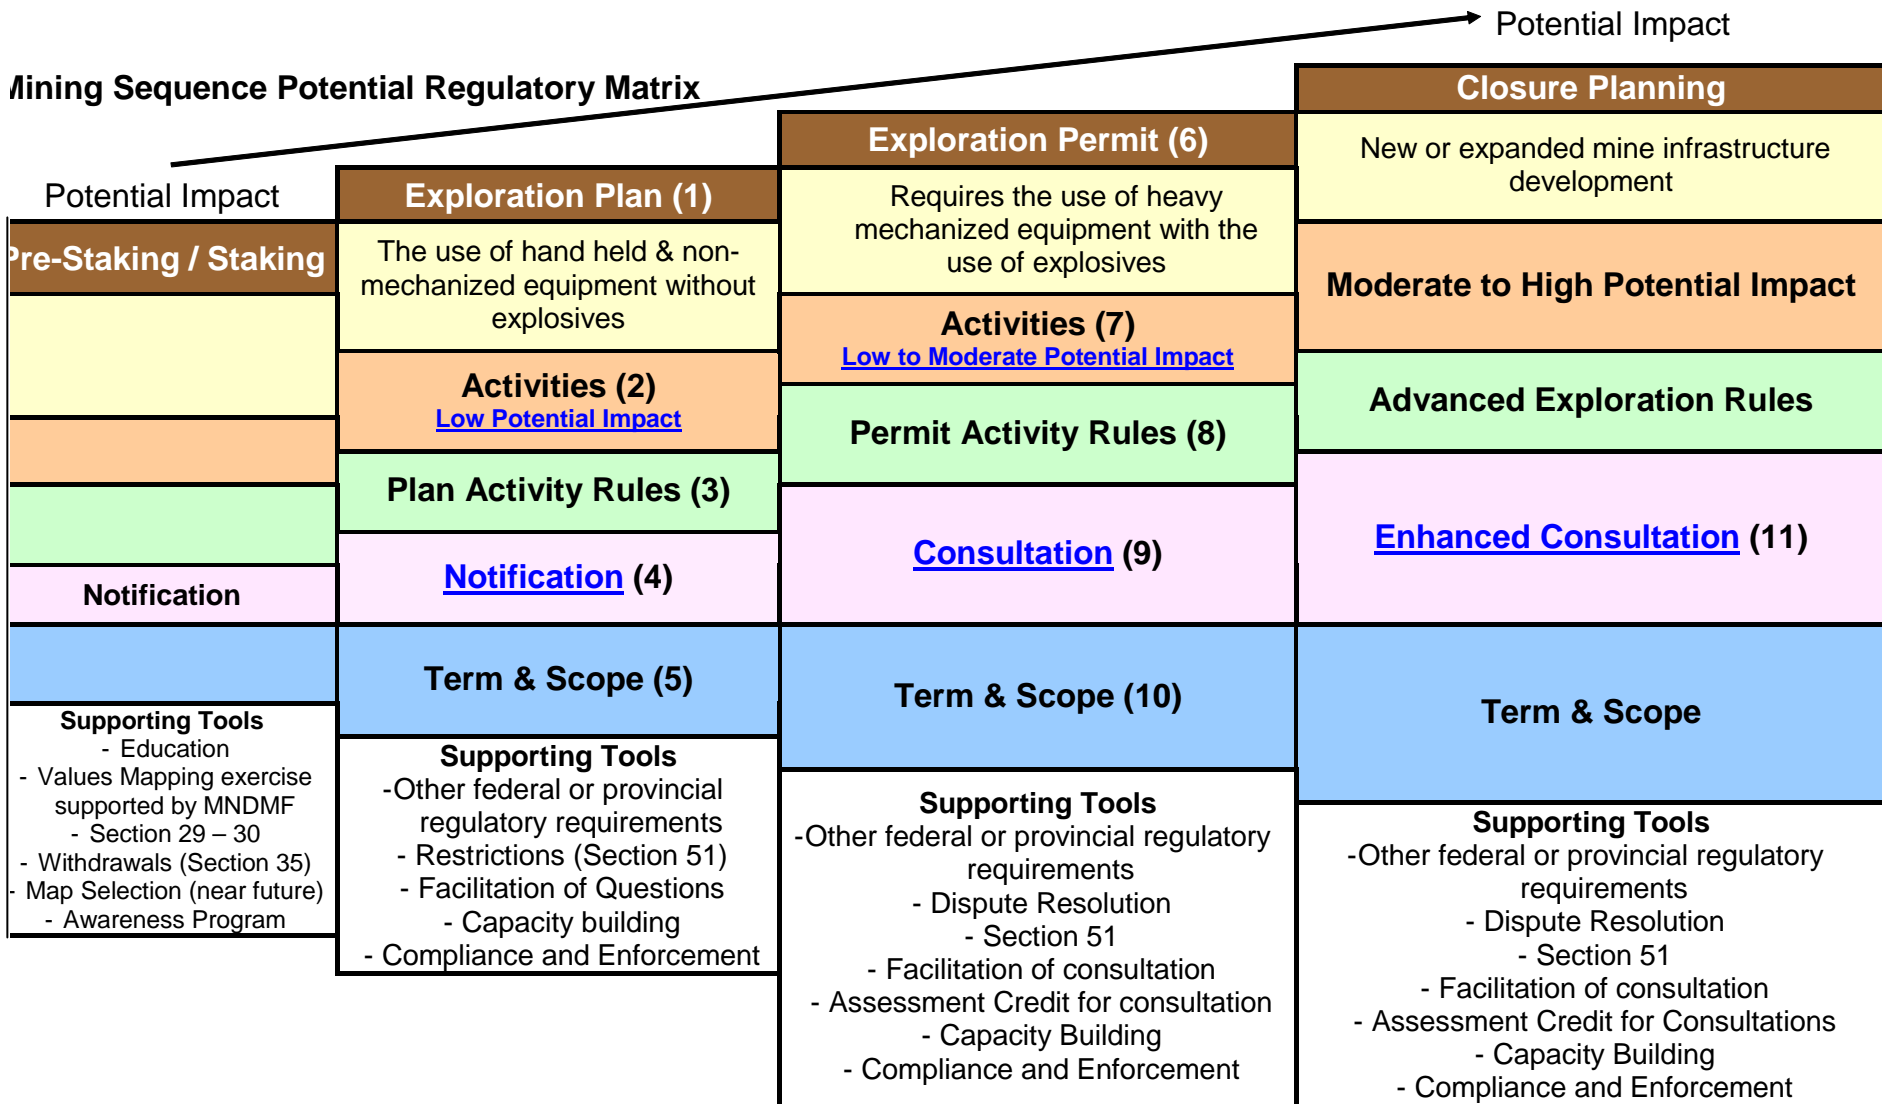 Potential Impact
Mining Sequence Potential Regulatory Matrix
Potential Impact
Pre-Staking / Staking
Notification
Supporting Tools
- Education
- Values Mapping exercise
supported by MNDMF
- Section 29 – 30
- Withdrawals (Section 35)
- Map Selection (near future)
- Awareness Program
Exploration Plan (1)
The use of hand held & non-
mechanized equipment without
explosives
Activities (2)
Low Potential Impact
Plan Activity Rules (3)
Notification (4)
Term & Scope (5)
Supporting Tools
-Other federal or provincial
regulatory requirements
- Restrictions (Section 51)
- Facilitation of Questions
- Capacity building
- Compliance and Enforcement
Exploration Permit (6)
Requires the use of heavy
mechanized equipment with the
use of explosives
Activities (7)
Low to Moderate Potential Impact
Permit Activity Rules (8)
Consultation (9)
Term & Scope (10)
Supporting Tools
-Other federal or provincial regulatory
requirements
- Dispute Resolution
- Section 51
- Facilitation of consultation
- Assessment Credit for consultation
- Capacity Building
- Compliance and Enforcement
Closure Planning
New or expanded mine infrastructure
development
Moderate to High Potential Impact
Advanced Exploration Rules
Enhanced Consultation (11)
Term & Scope
Supporting Tools
-Other federal or provincial regulatory
requirements
- Dispute Resolution
- Section 51
- Facilitation of consultation
- Assessment Credit for Consultations
- Capacity Building
- Compliance and Enforcement